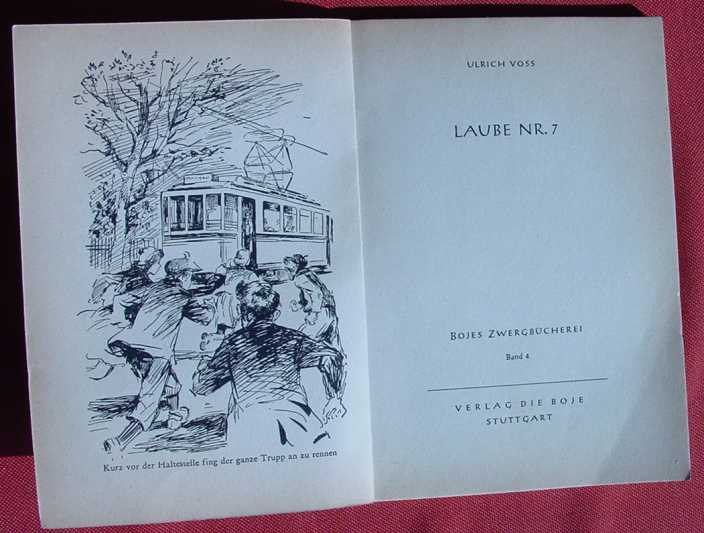 Kurz vor der Haltestelle fing der ganze Trupp an zu rennen
ULRICH VOSS
LAUBE NR. 7
BOJES ZWERGBÜCHEREI
Band 4
VERLAG DIE BOJE
STUTTGART